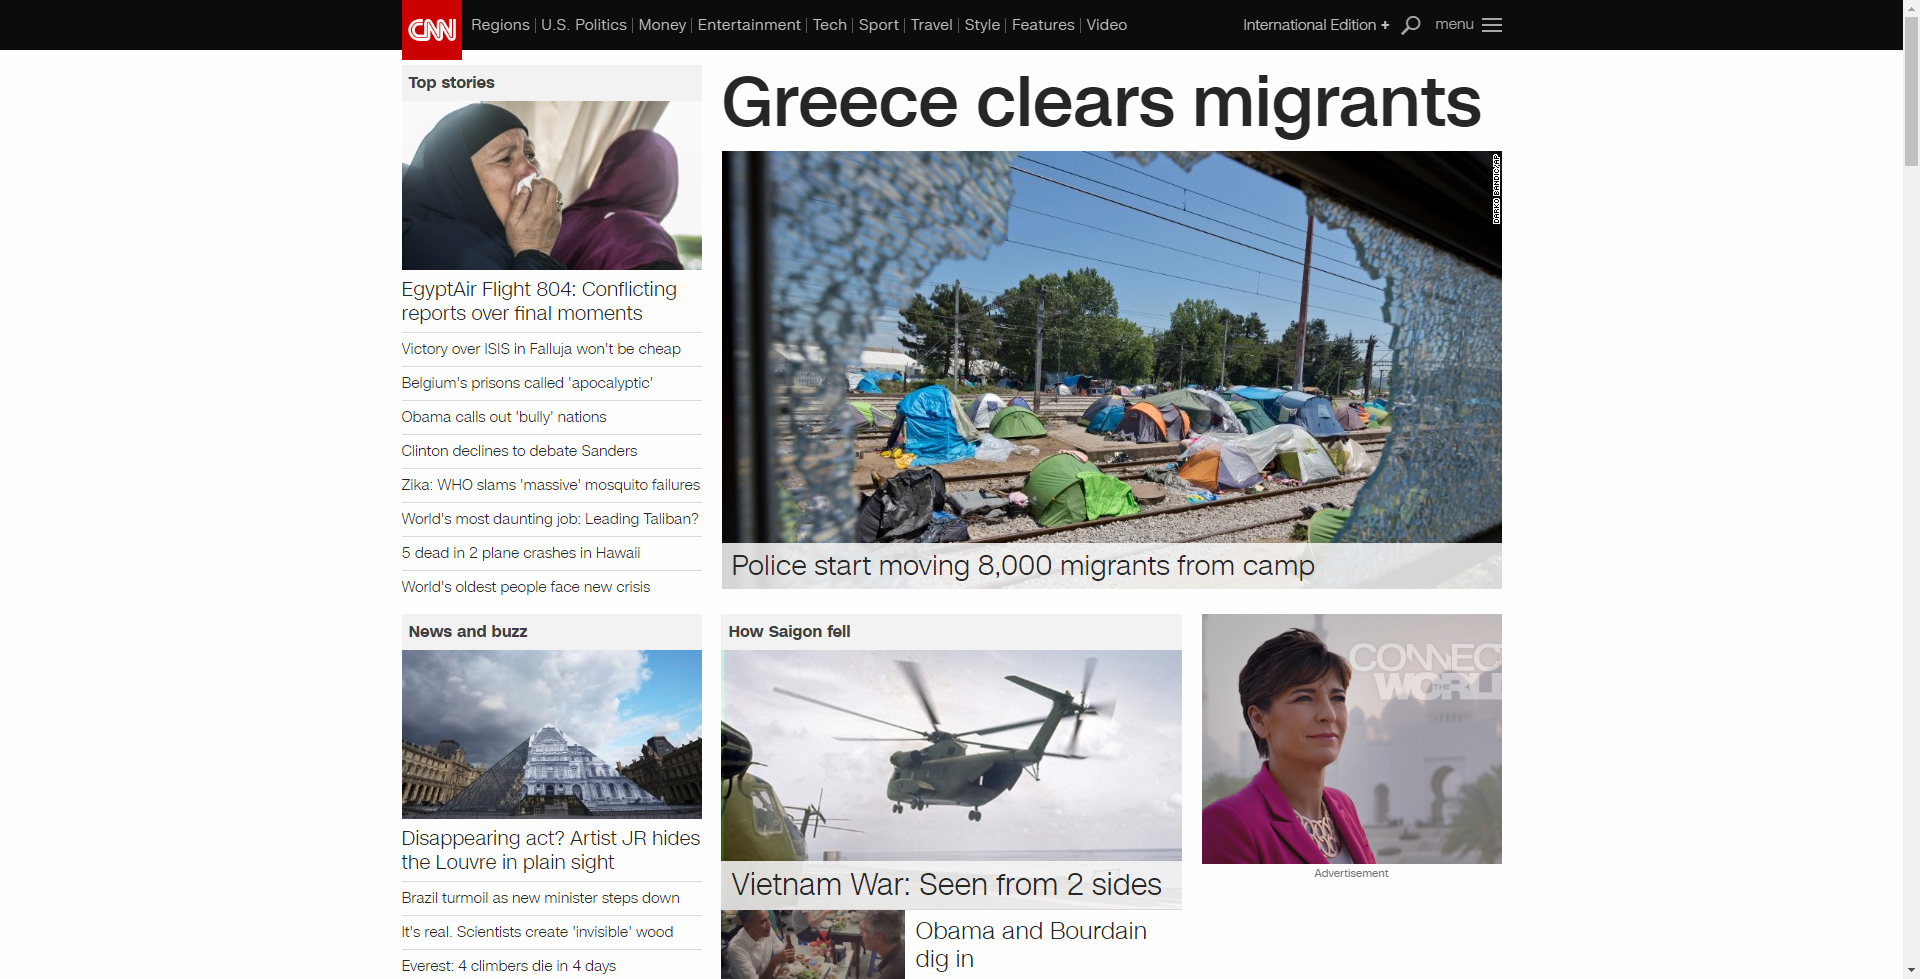 CNN
Regions
U.S. Politics
Money
Entertainment
Tech
Sport
Travel
Style
Features
Video
International Edition +
menu
Top stories
EgyptAir Flight 804: Conflicting
reports over final moments
Victory over ISIS in Falluja won't be cheap
Belgium's prisons called 'apocalyptic'
Obama calls out 'bully' nations
Clinton declines to debate Sanders
Zika: WHO slams 'massive' mosquito failures
World's most daunting job: Leading Taliban?
5 dead in 2 plane crashes in Hawaii
World's oldest people face new crisis
Greece clears migrants
DARKO BANDIC/AP
Police start moving 8,000 migrants from camp
News and buzz
Disappearing act? Artist JR hides
the Louvre in plain sight
Brazil turmoil as new minister steps down
It's real. Scientists create 'invisible' wood
Everest: 4 climbers die in 4 days
How Saigon fell
Vietnam War: Seen from 2 sides
Obama and Bourdain
dig in
CONNEC
THE
WORL
Advertisement